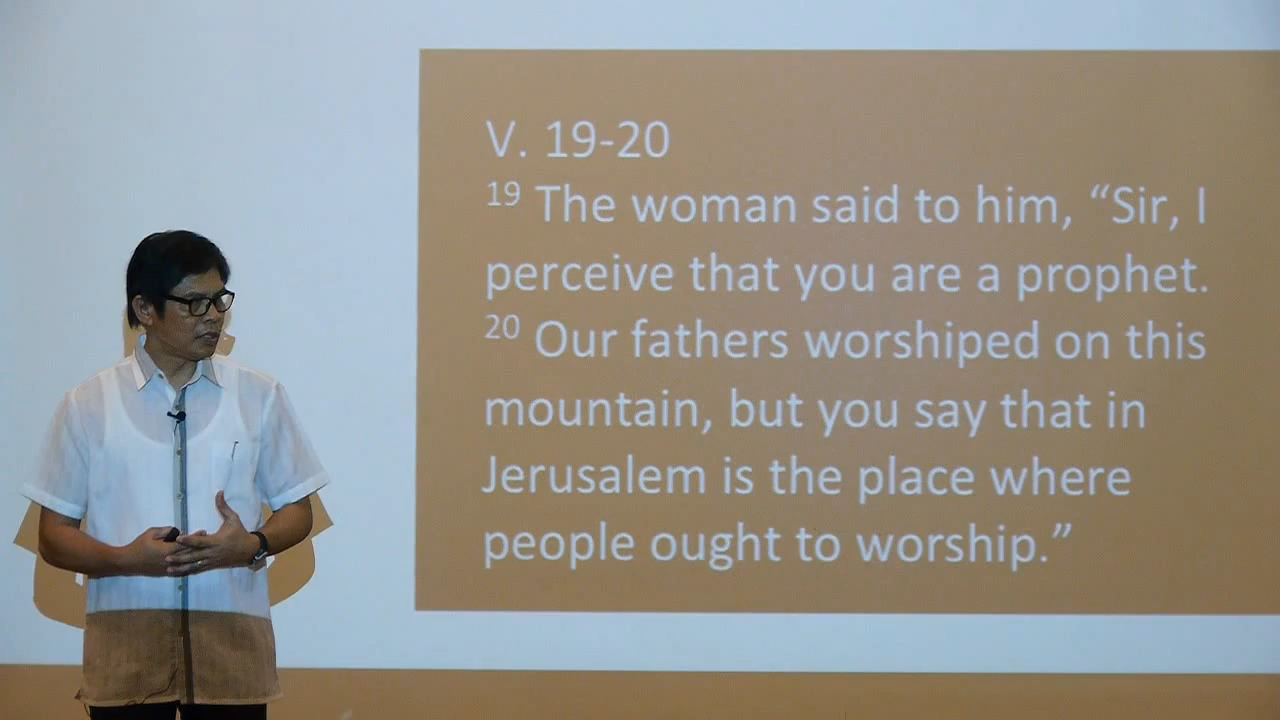 V. 19-20
19 The woman said to him, “Sir, I
perceive that you are a prophet.
20 Our fathers worshiped on this
mountain, but you say that in
Jerusalem is the place where
people ought to worship.”